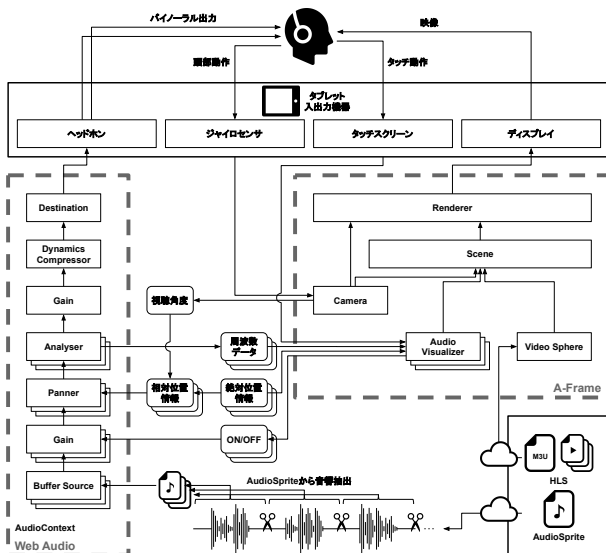 バイノーラル出力
映像
頭部動作
タッチ動作
タブレット
入出力機器
ヘッドホン
ジャイロセンサ
タッチスクリーン
ディスプレイ
Destination
Renderer
Dynamics
Compressor
Scene
Gain
視聴角度
Camera
Analyser
周波数
データ
Audio
Visualizer
Video Sphere
Panner
相対位置
情報
絶対位置
情報
A-Frame
Gain
ON/OFF
M3U
HLS
Buffer Source
AudioSpriteから音響抽出
AudioSprite
...
AudioContext
Web Audio